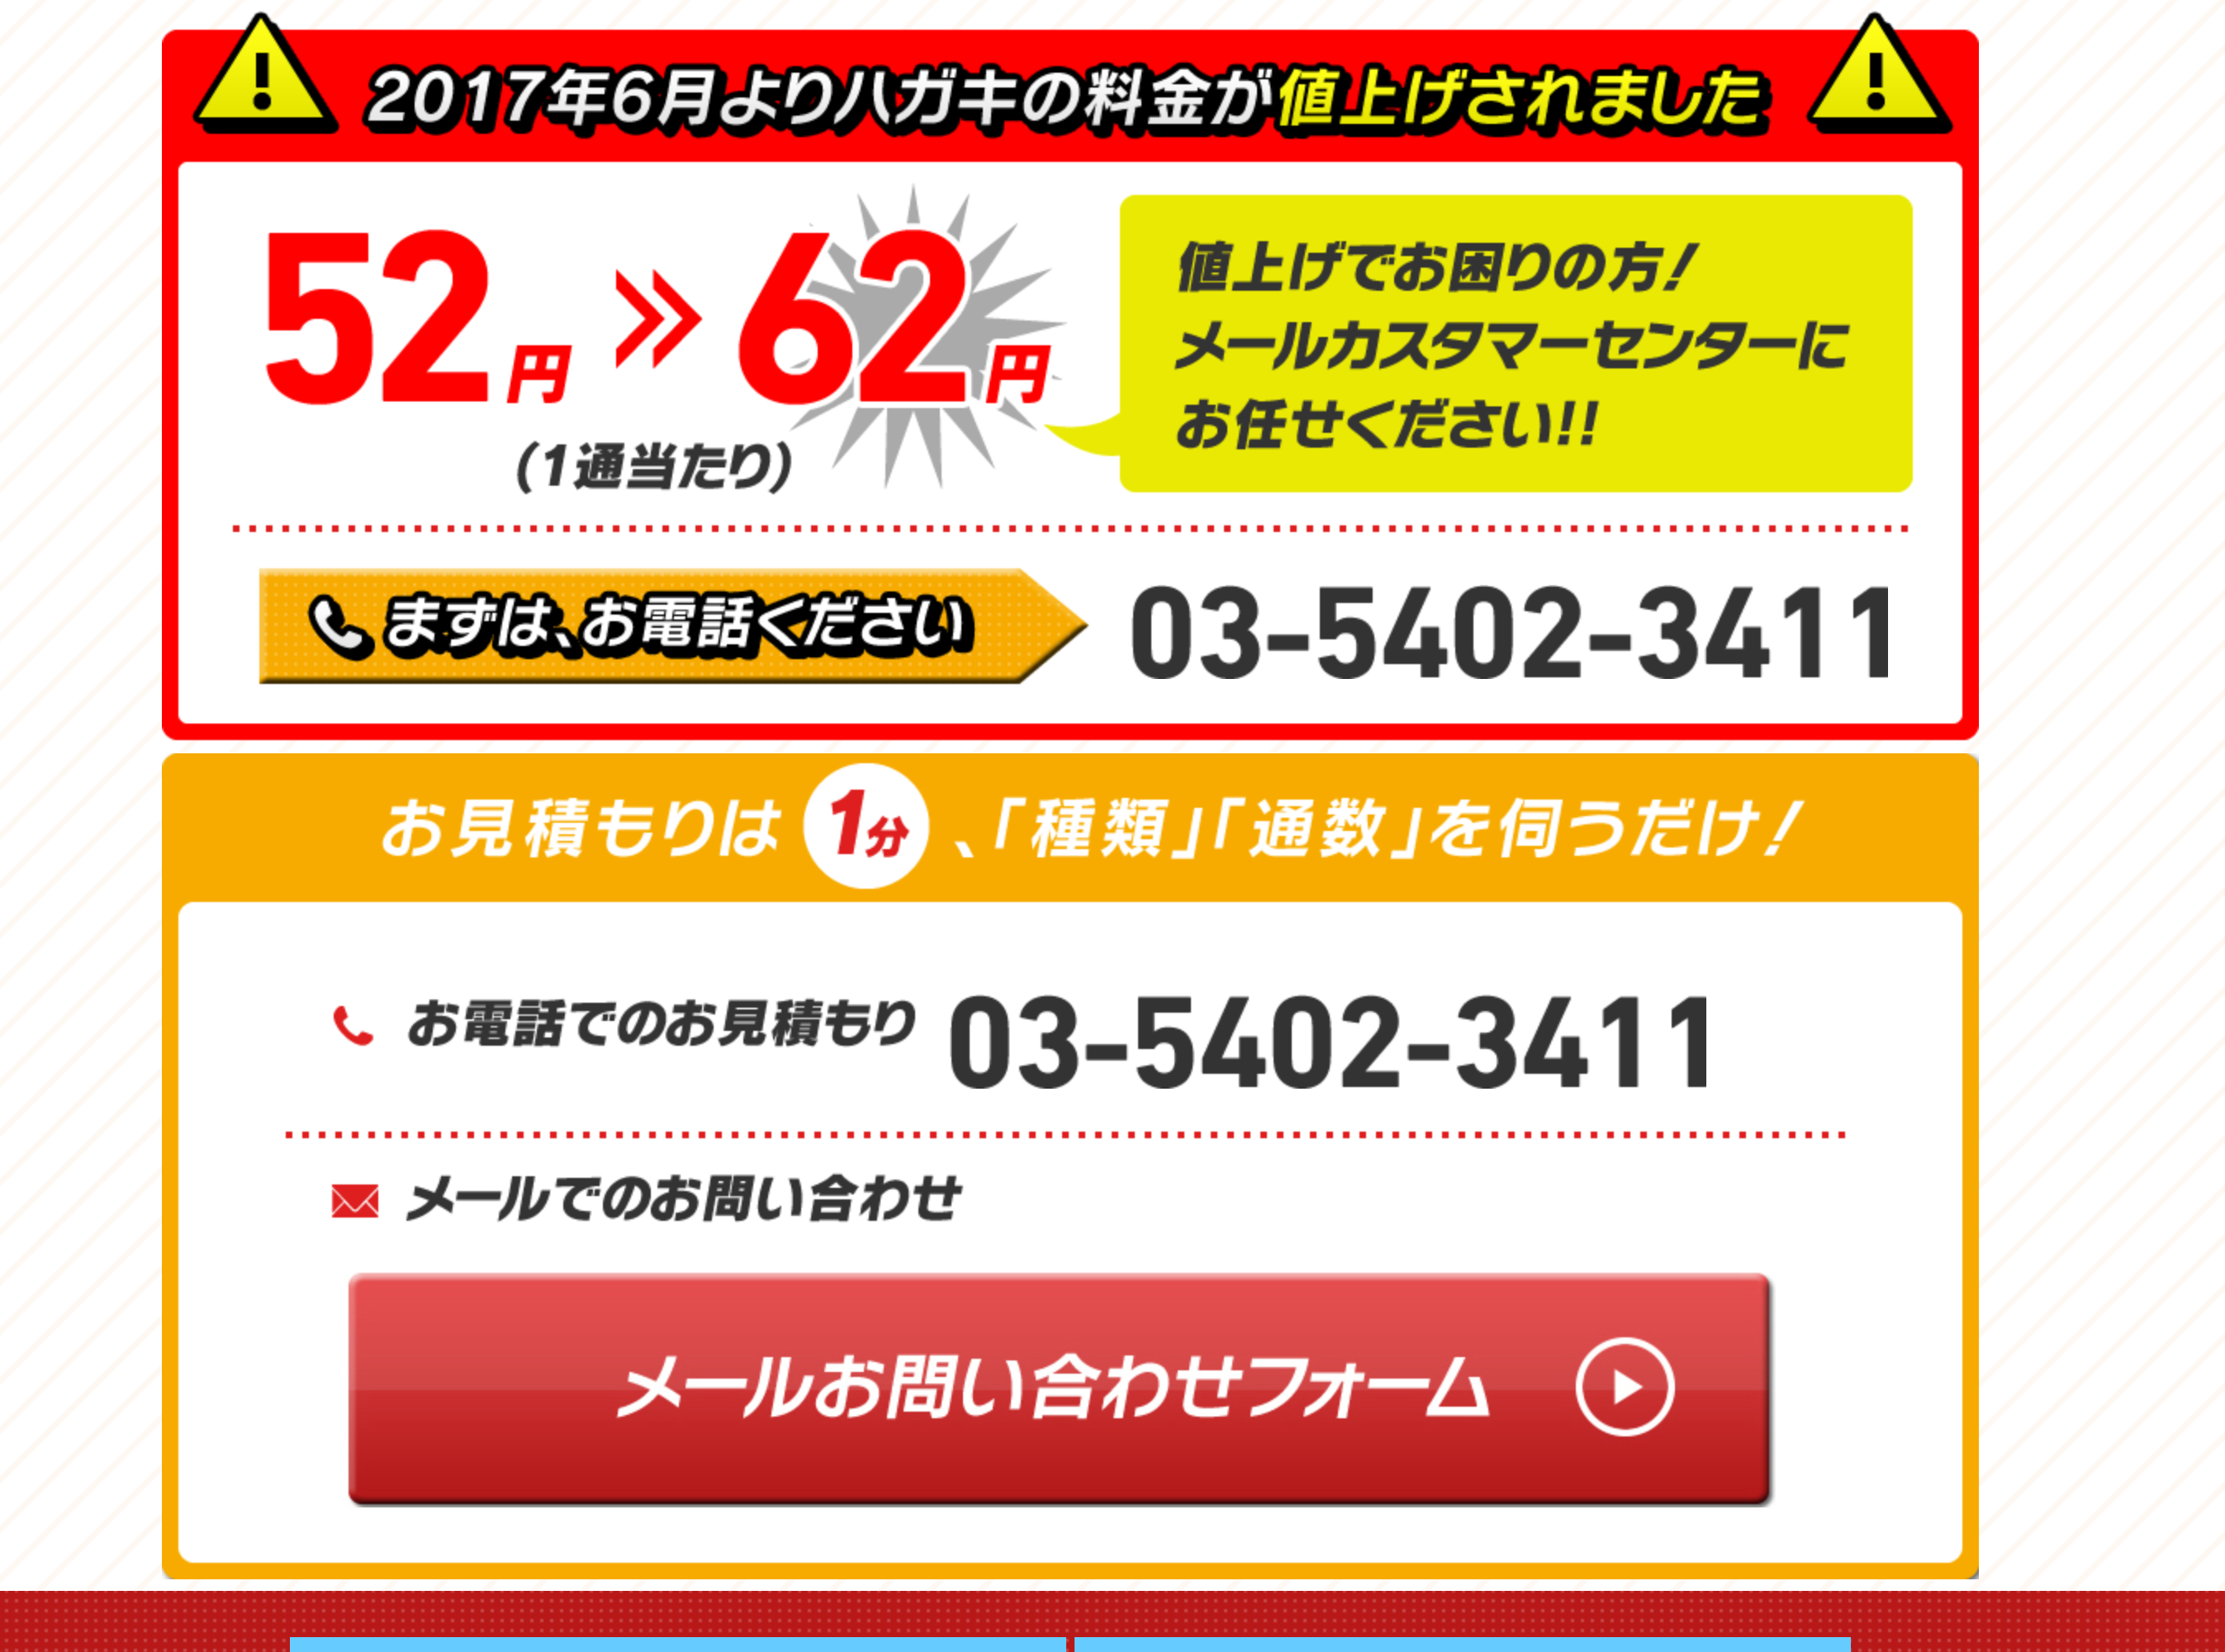 2017年6月よりハガキの料金が値上げされました
52円 >> 62円
(1通当たり)
値上げでお困りの方!
メールカスタマーセンターに
お任せください!!
まずは、お電話ください 03-5402-3411
お見積もりは1分、「種類」「通数」を伺うだけ!
お電話でのお見積もり 03-5402-3411
メールでのお問い合わせ
メールお問い合わせフォーム